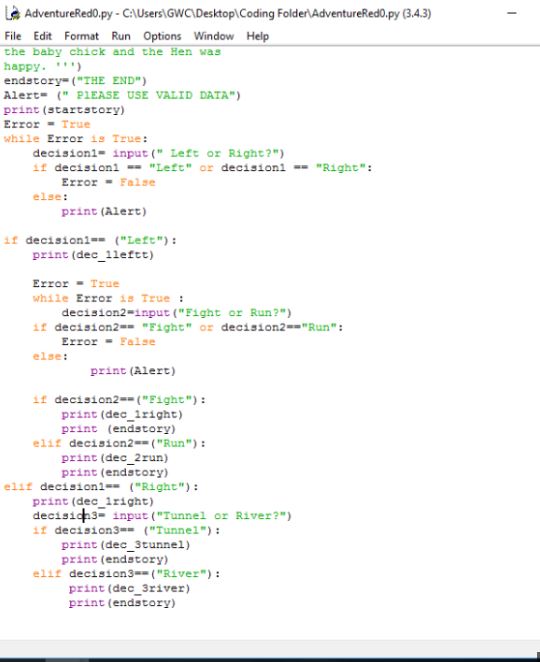 AdventureRed0.py - C:\Users\GWC\Desktop\Coding Folder\AdventureRed0.py (3.4.3)
File Edit Format Run Options Window Help
the baby chick and the Hen was
happy. ''')
endstory=("THE END")
Alert= (" PlEASE USE VALID DATA")
print(startstory)
Error = True
while Error is True:
    decision1= input(" Left or Right?")
    if decision1 == "Left" or decision1 == "Right":
        Error = False
    else:
        print(Alert)

if decision1== ("Left"):
    print(dec_1leftt)

    Error = True
    while Error is True :
        decision2=input("Fight or Run?")
    if decision2== "Fight" or decision2=="Run":
        Error = False
    else:
            print(Alert)

    if decision2==("Fight"):
        print(dec_1right)
        print (endstory)
    elif decision2==("Run"):
        print(dec_2run)
        print(endstory)
elif decision1== ("Right"):
    print(dec_1right)
    decision3= input("Tunnel or River?")
    if decision3== ("Tunnel"):
        print(dec_3tunnel)
        print(endstory)
    elif decision3==("River"):
         print(dec_3river)
         print(endstory)